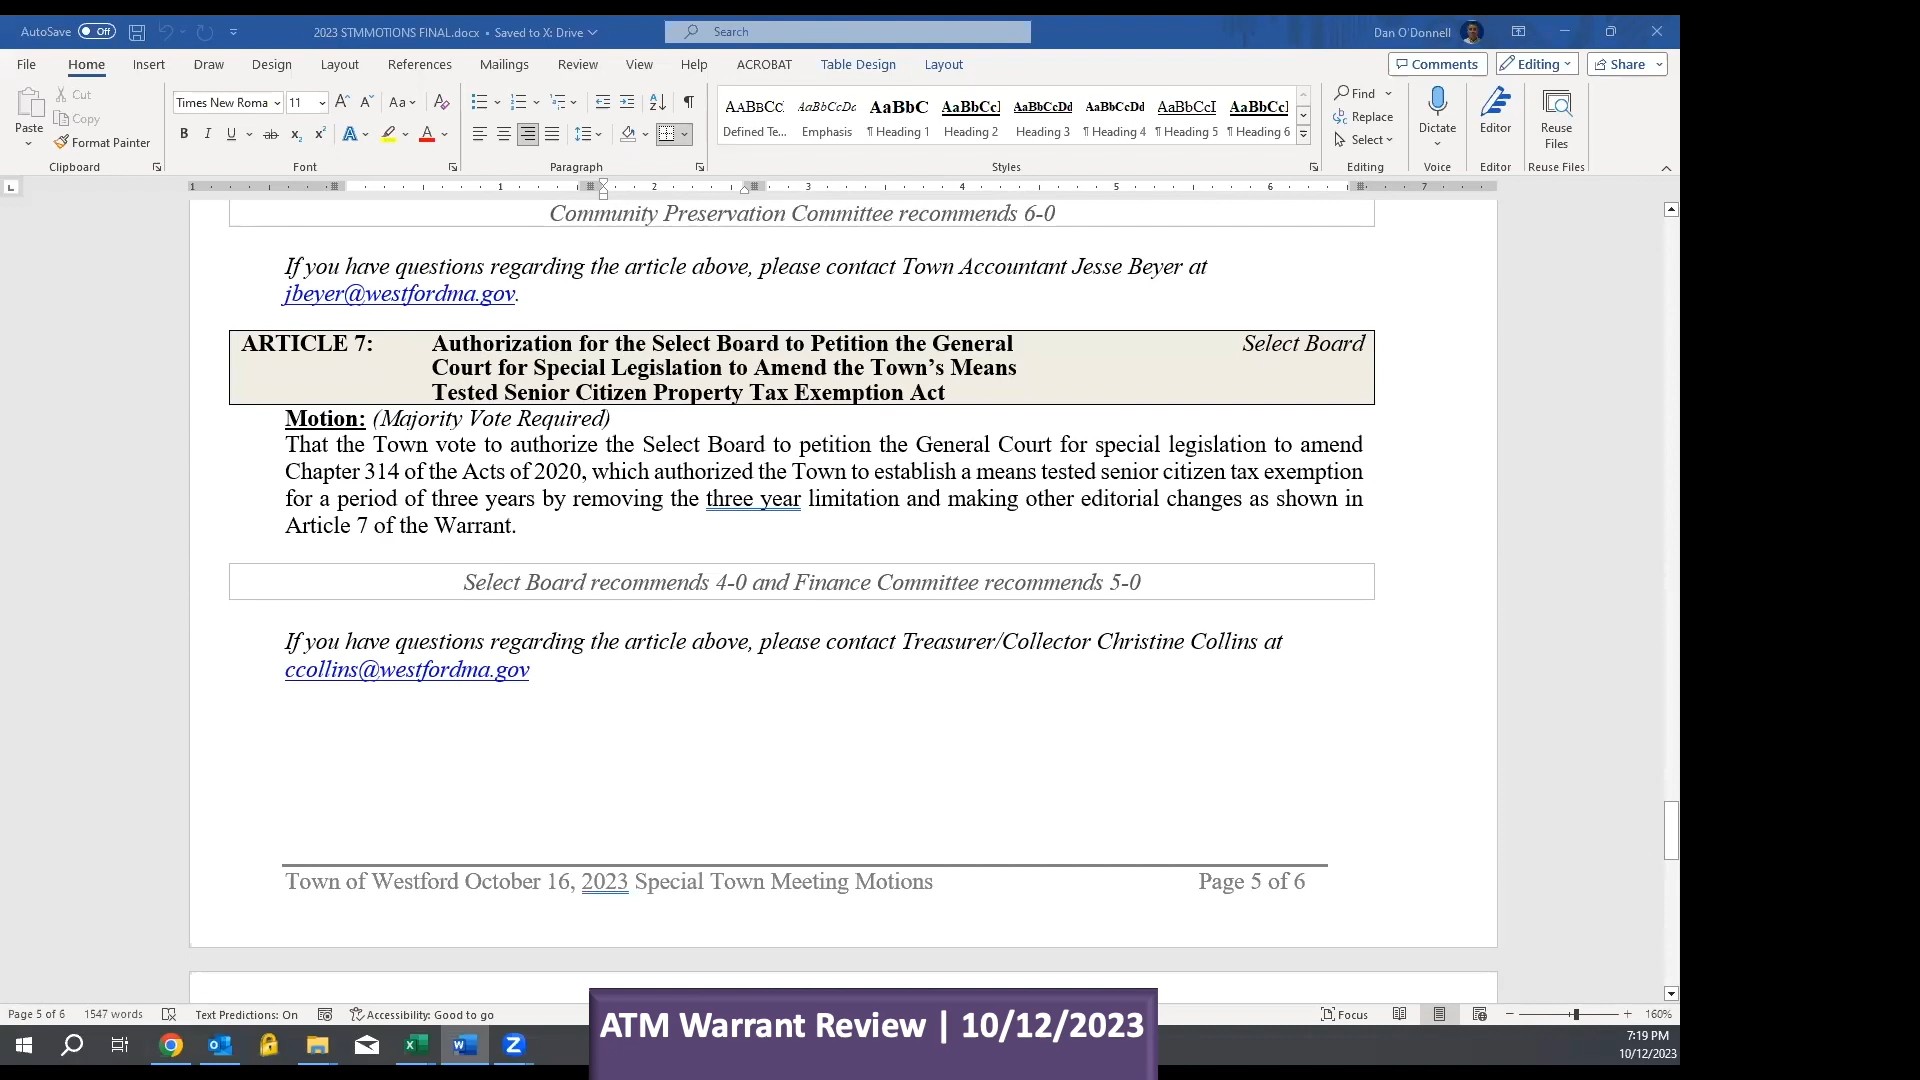 AutoSave Off 2023 STMMOTIONS FINAL.docx • Saved to X: Drive Search Dan O'Donnell
File Home Insert Draw Design Layout References Mailings Review View Help ACROBAT Table Design Layout Comments Editing Share
Paste Cut Copy Format Painter
Clipboard
Times New Roma 11
Font
Paragraph
AaBbCc AaBbCcDc AaBbC AaBbCcI AaBbCcDd AaBbCcDd AaBbCcI AaBbCcI
Defined Te... Emphasis ¶ Heading 1 Heading 2 Heading 3 ¶ Heading 4 ¶ Heading 5 ¶ Heading 6
Styles
Find
Replace
Select
Editing
Dictate
Voice
Editor
Editor
Reuse Files
Reuse Files
1 1 2 3 4 5 6 7
Community Preservation Committee recommends 6-0
If you have questions regarding the article above, please contact Town Accountant Jesse Beyer at
jbeyer@westfordma.gov.
ARTICLE 7: Authorization for the Select Board to Petition the General Select Board
Court for Special Legislation to Amend the Town’s Means
Tested Senior Citizen Property Tax Exemption Act
Motion: (Majority Vote Required)
That the Town vote to authorize the Select Board to petition the General Court for special legislation to amend
Chapter 314 of the Acts of 2020, which authorized the Town to establish a means tested senior citizen tax exemption
for a period of three years by removing the three year limitation and making other editorial changes as shown in
Article 7 of the Warrant.
Select Board recommends 4-0 and Finance Committee recommends 5-0
If you have questions regarding the article above, please contact Treasurer/Collector Christine Collins at
ccollins@westfordma.gov
Town of Westford October 16, 2023 Special Town Meeting Motions Page 5 of 6
Page 5 of 6 1547 words Text Predictions: On Accessibility: Good to go Focus 160%
ATM Warrant Review | 10/12/2023
7:19 PM
10/12/2023